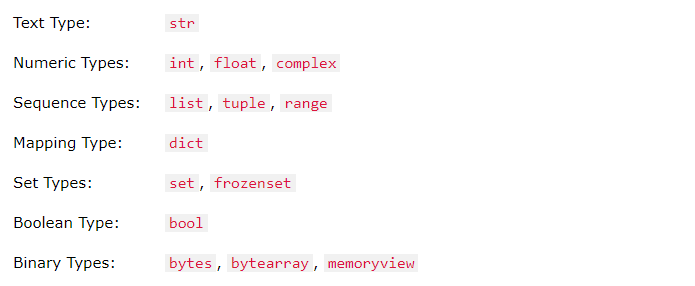 Text Type: str
Numeric Types: int, float, complex
Sequence Types: list, tuple, range
Mapping Type: dict
Set Types: set, frozenset
Boolean Type: bool
Binary Types: bytes, bytearray, memoryview